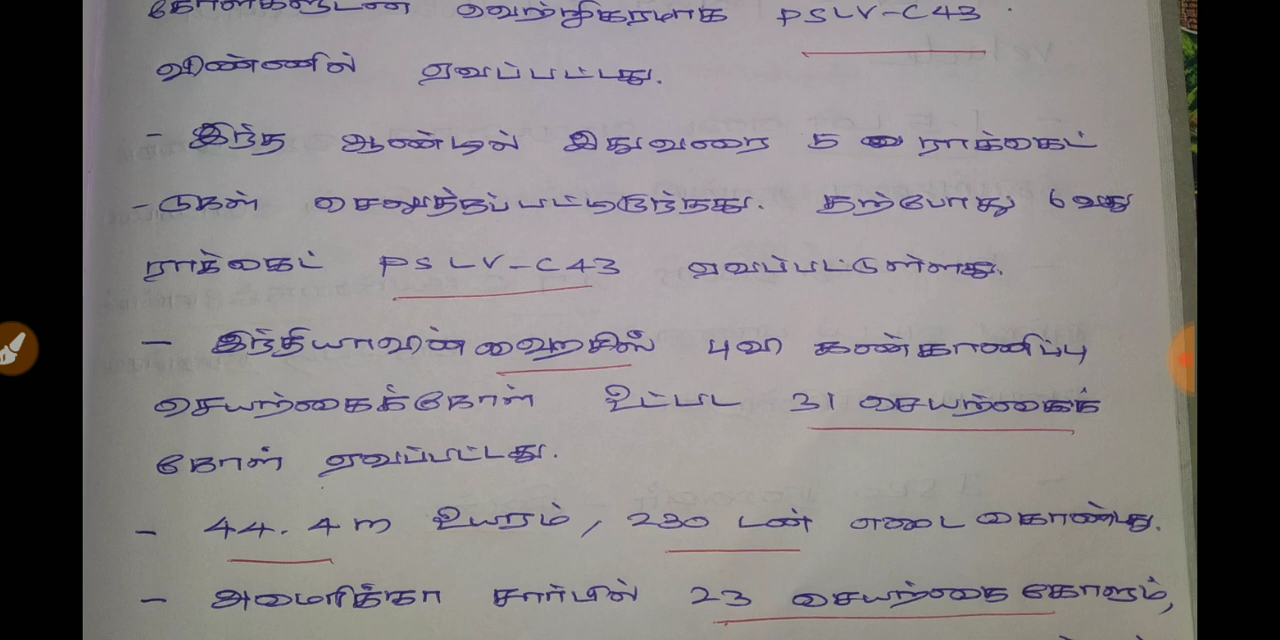 கோள்களுடன் வெற்றிகரமாக PSLV-C43
விண்ணில் ஏவப்பட்டது.
- இந்த ஆண்டில் இதுவரை 5 ராக்கெட்
-டுகள் செலுத்தப்பட்டிருந்தது. தற்போது 6வது
ராக்கெட் PSLV-C43 ஏவப்பட்டுள்ளது.
- இந்தியாவின் ஹைசிஸ் புவி கண்காணிப்பு
செயற்கைக்கோள் உட்பட 31 செயற்கைக்
கோள் ஏவப்பட்டது.
- 44.4 m உயரம், 230 டன் எடை கொண்டது.
- அமெரிக்கா சார்பில் 23 செயற்கை கோளும்,